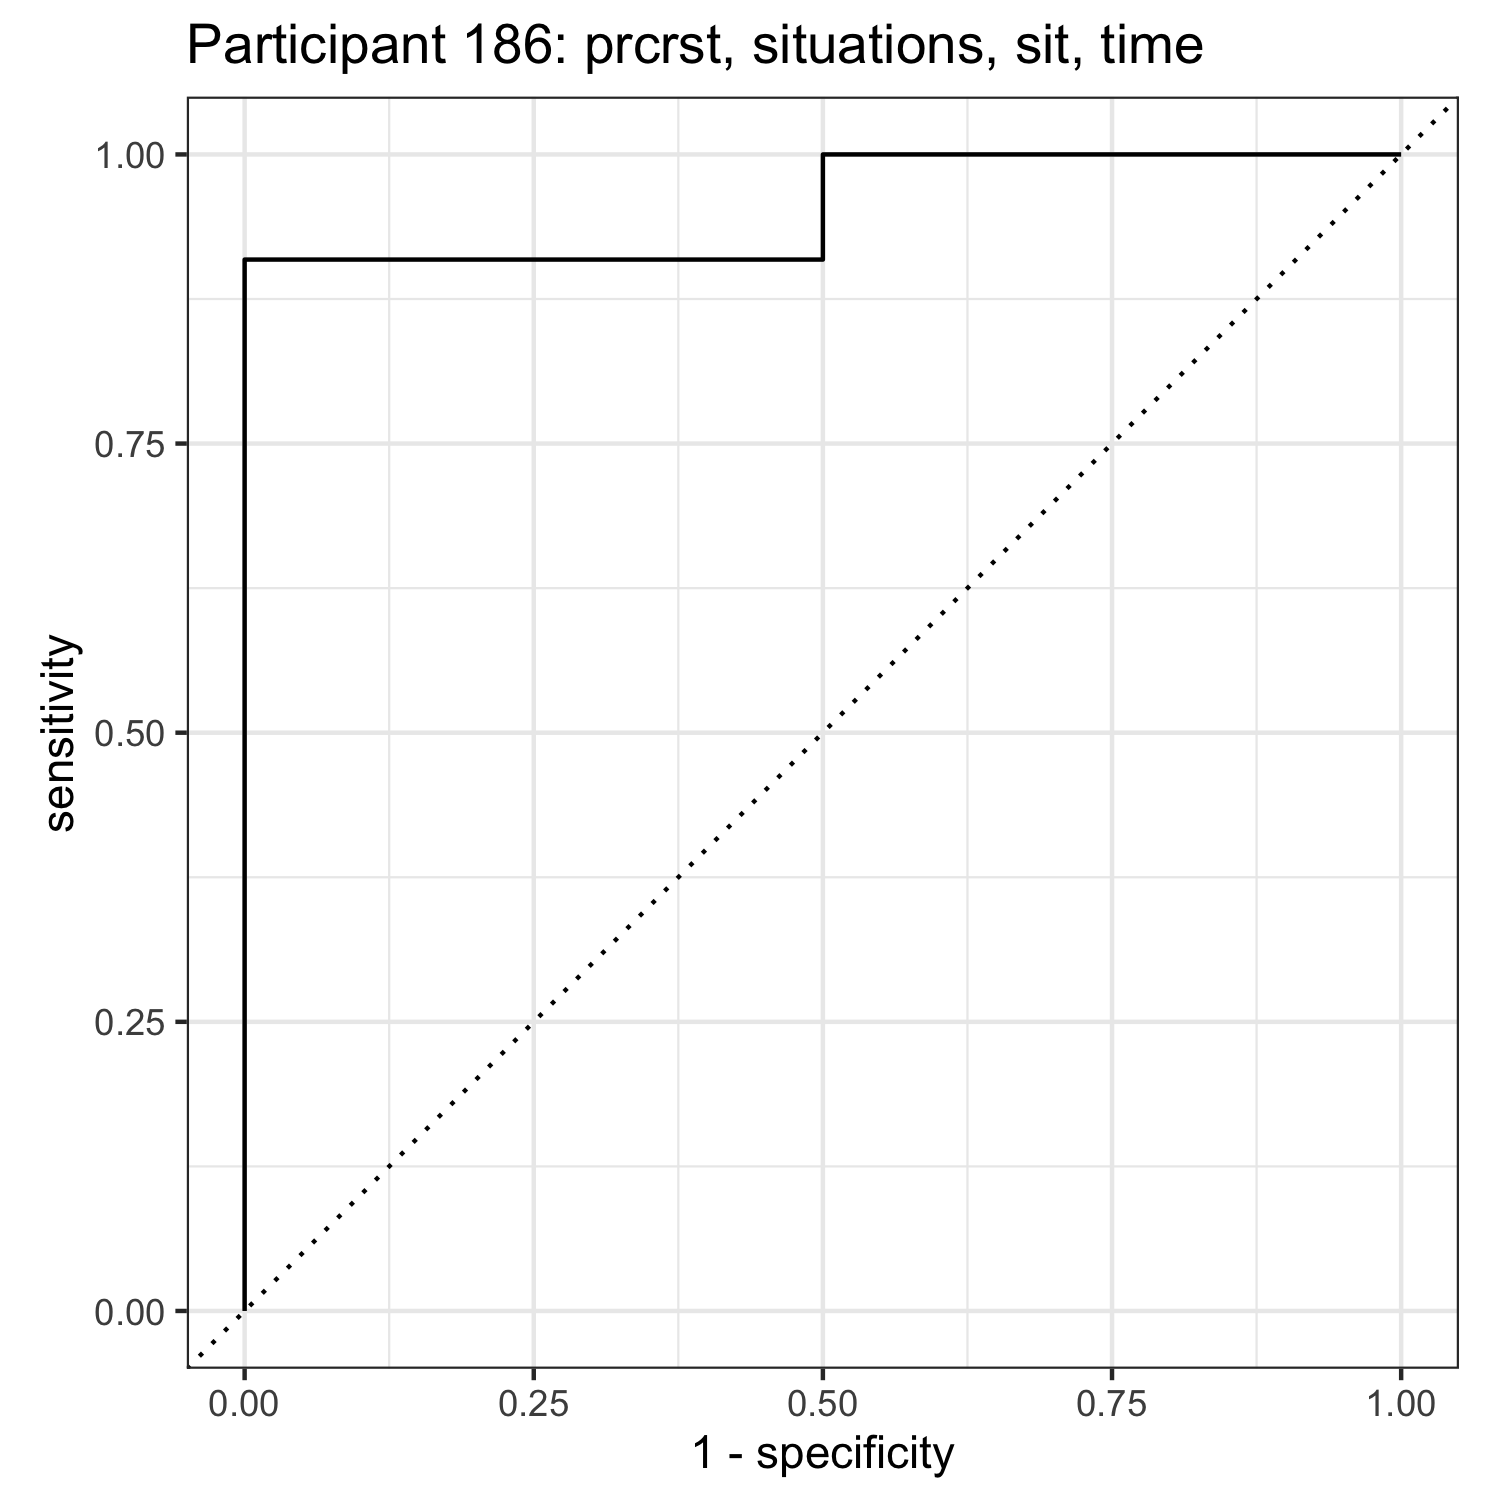 Participant 186: prcrst, situations, sit, time
sensitivity
1.00
0.75
0.50
0.25
0.00
0.00 0.25 0.50 0.75 1.00
1 - specificity